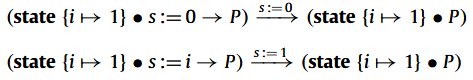 (state {i ↦ 1} • s := 0 → P) —s:=0→ (state {i ↦ 1} • P)
(state {i ↦ 1} • s := i → P) —s:=1→ (state {i ↦ 1} • P)